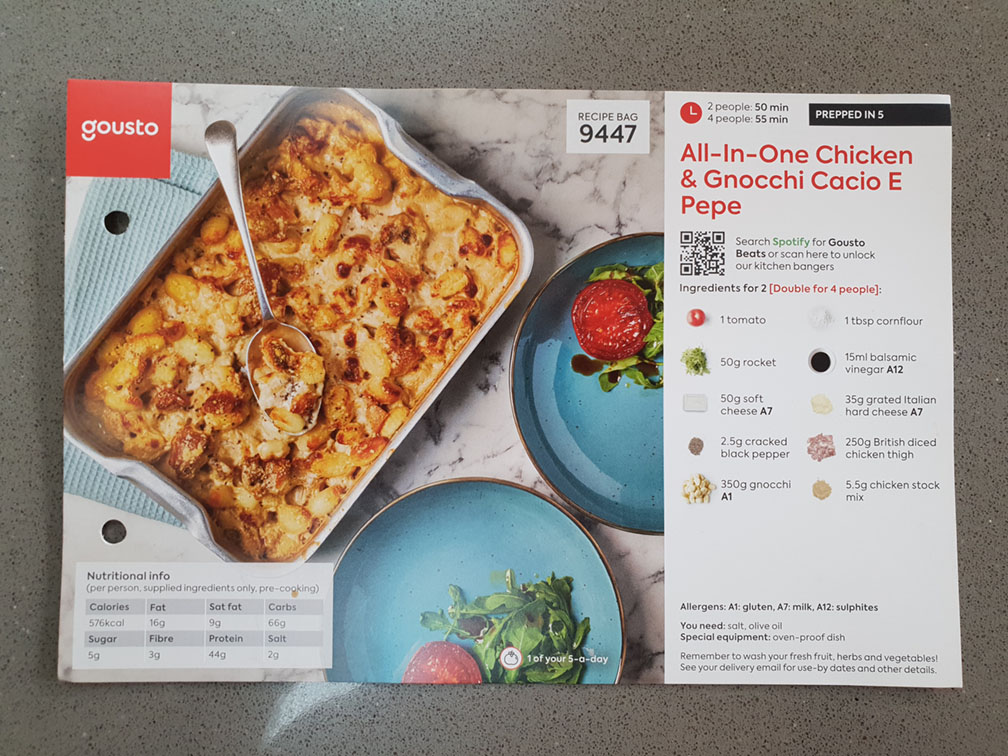 gousto
RECIPE BAG
9447
2 people: 50 min
4 people: 55 min
PREPPED IN 5
All-In-One Chicken
& Gnocchi Cacio E
Pepe
Search Spotify for Gousto
Beats or scan here to unlock
our kitchen bangers
Ingredients for 2 [Double for 4 people]:
1 tomato
1 tbsp cornflour
50g rocket
15ml balsamic
vinegar A12
50g soft
cheese A7
35g grated Italian
hard cheese A7
2.5g cracked
black pepper
250g British diced
chicken thigh
350g gnocchi
A1
5.5g chicken stock
mix
Allergens: A1: gluten, A7: milk, A12: sulphites
You need: salt, olive oil
Special equipment: oven-proof dish
Remember to wash your fresh fruit, herbs and vegetables!
See your delivery email for use-by dates and other details.
Nutritional info
(per person, supplied ingredients only, pre-cooking)
Calories Fat Sat fat Carbs
576kcal 16g 9g 66g
Sugar Fibre Protein Salt
5g 3g 44g 2g
1 of your 5-a-day